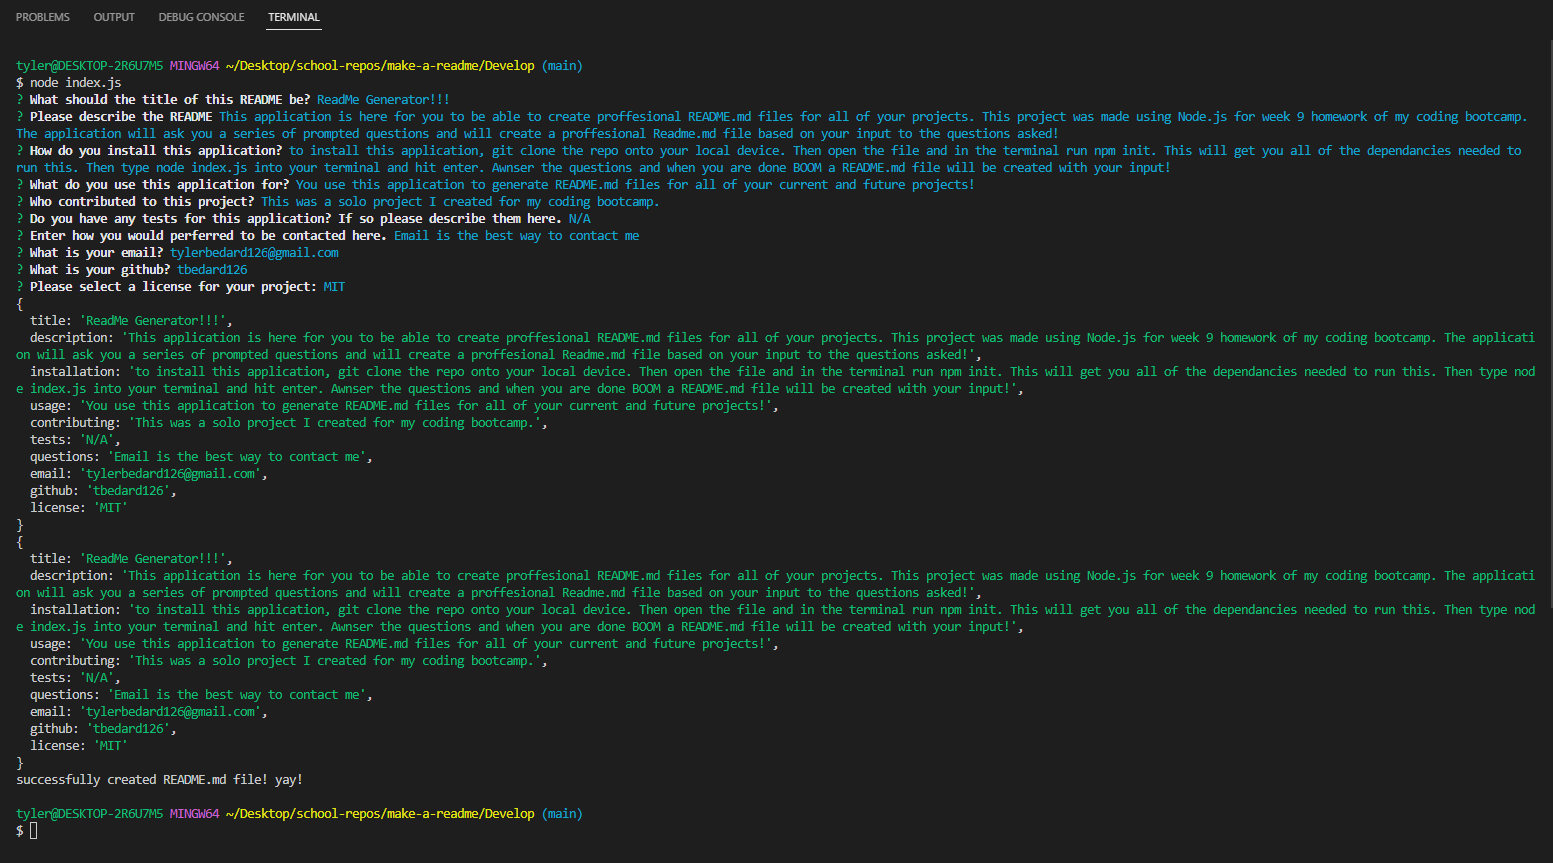 PROBLEMS OUTPUT DEBUG CONSOLE TERMINAL
tyler@DESKTOP-2R6U7M5 MINGW64 ~/Desktop/school-repos/make-a-readme/Develop (main)
$ node index.js
? What should the title of this README be? ReadMe Generator!!!
? Please describe the README This application is here for you to be able to create proffesional README.md files for all of your projects. This project was made using Node.js for week 9 homework of my coding bootcamp.
The application will ask you a series of prompted questions and will create a proffesional Readme.md file based on your input to the questions asked!
? How do you install this application? to install this application, git clone the repo onto your local device. Then open the file and in the terminal run npm init. This will get you all of the dependancies needed to
run this. Then type node index.js into your terminal and hit enter. Awnser the questions and when you are done BOOM a README.md file will be created with your input!
? What do you use this application for? You use this application to generate README.md files for all of your current and future projects!
? Who contributed to this project? This was a solo project I created for my coding bootcamp.
? Do you have any tests for this application? If so please describe them here. N/A
? Enter how you would perferred to be contacted here. Email is the best way to contact me
? What is your email? tylerbedard126@gmail.com
? What is your github? tbedard126
? Please select a license for your project: MIT
{
title: 'ReadMe Generator!!!',
description: 'This application is here for you to be able to create proffesional README.md files for all of your projects. This project was made using Node.js for week 9 homework of my coding bootcamp. The applicati
on will ask you a series of prompted questions and will create a proffesional Readme.md file based on your input to the questions asked!',
installation: 'to install this application, git clone the repo onto your local device. Then open the file and in the terminal run npm init. This will get you all of the dependancies needed to run this. Then type nod
e index.js into your terminal and hit enter. Awnser the questions and when you are done BOOM a README.md file will be created with your input!',
usage: 'You use this application to generate README.md files for all of your current and future projects!',
contributing: 'This was a solo project I created for my coding bootcamp.',
tests: 'N/A',
questions: 'Email is the best way to contact me',
email: 'tylerbedard126@gmail.com',
github: 'tbedard126',
license: 'MIT'
}
{
title: 'ReadMe Generator!!!',
description: 'This application is here for you to be able to create proffesional README.md files for all of your projects. This project was made using Node.js for week 9 homework of my coding bootcamp. The applicati
on will ask you a series of prompted questions and will create a proffesional Readme.md file based on your input to the questions asked!',
installation: 'to install this application, git clone the repo onto your local device. Then open the file and in the terminal run npm init. This will get you all of the dependancies needed to run this. Then type nod
e index.js into your terminal and hit enter. Awnser the questions and when you are done BOOM a README.md file will be created with your input!',
usage: 'You use this application to generate README.md files for all of your current and future projects!',
contributing: 'This was a solo project I created for my coding bootcamp.',
tests: 'N/A',
questions: 'Email is the best way to contact me',
email: 'tylerbedard126@gmail.com',
github: 'tbedard126',
license: 'MIT'
}
successfully created README.md file! yay!
tyler@DESKTOP-2R6U7M5 MINGW64 ~/Desktop/school-repos/make-a-readme/Develop (main)
$